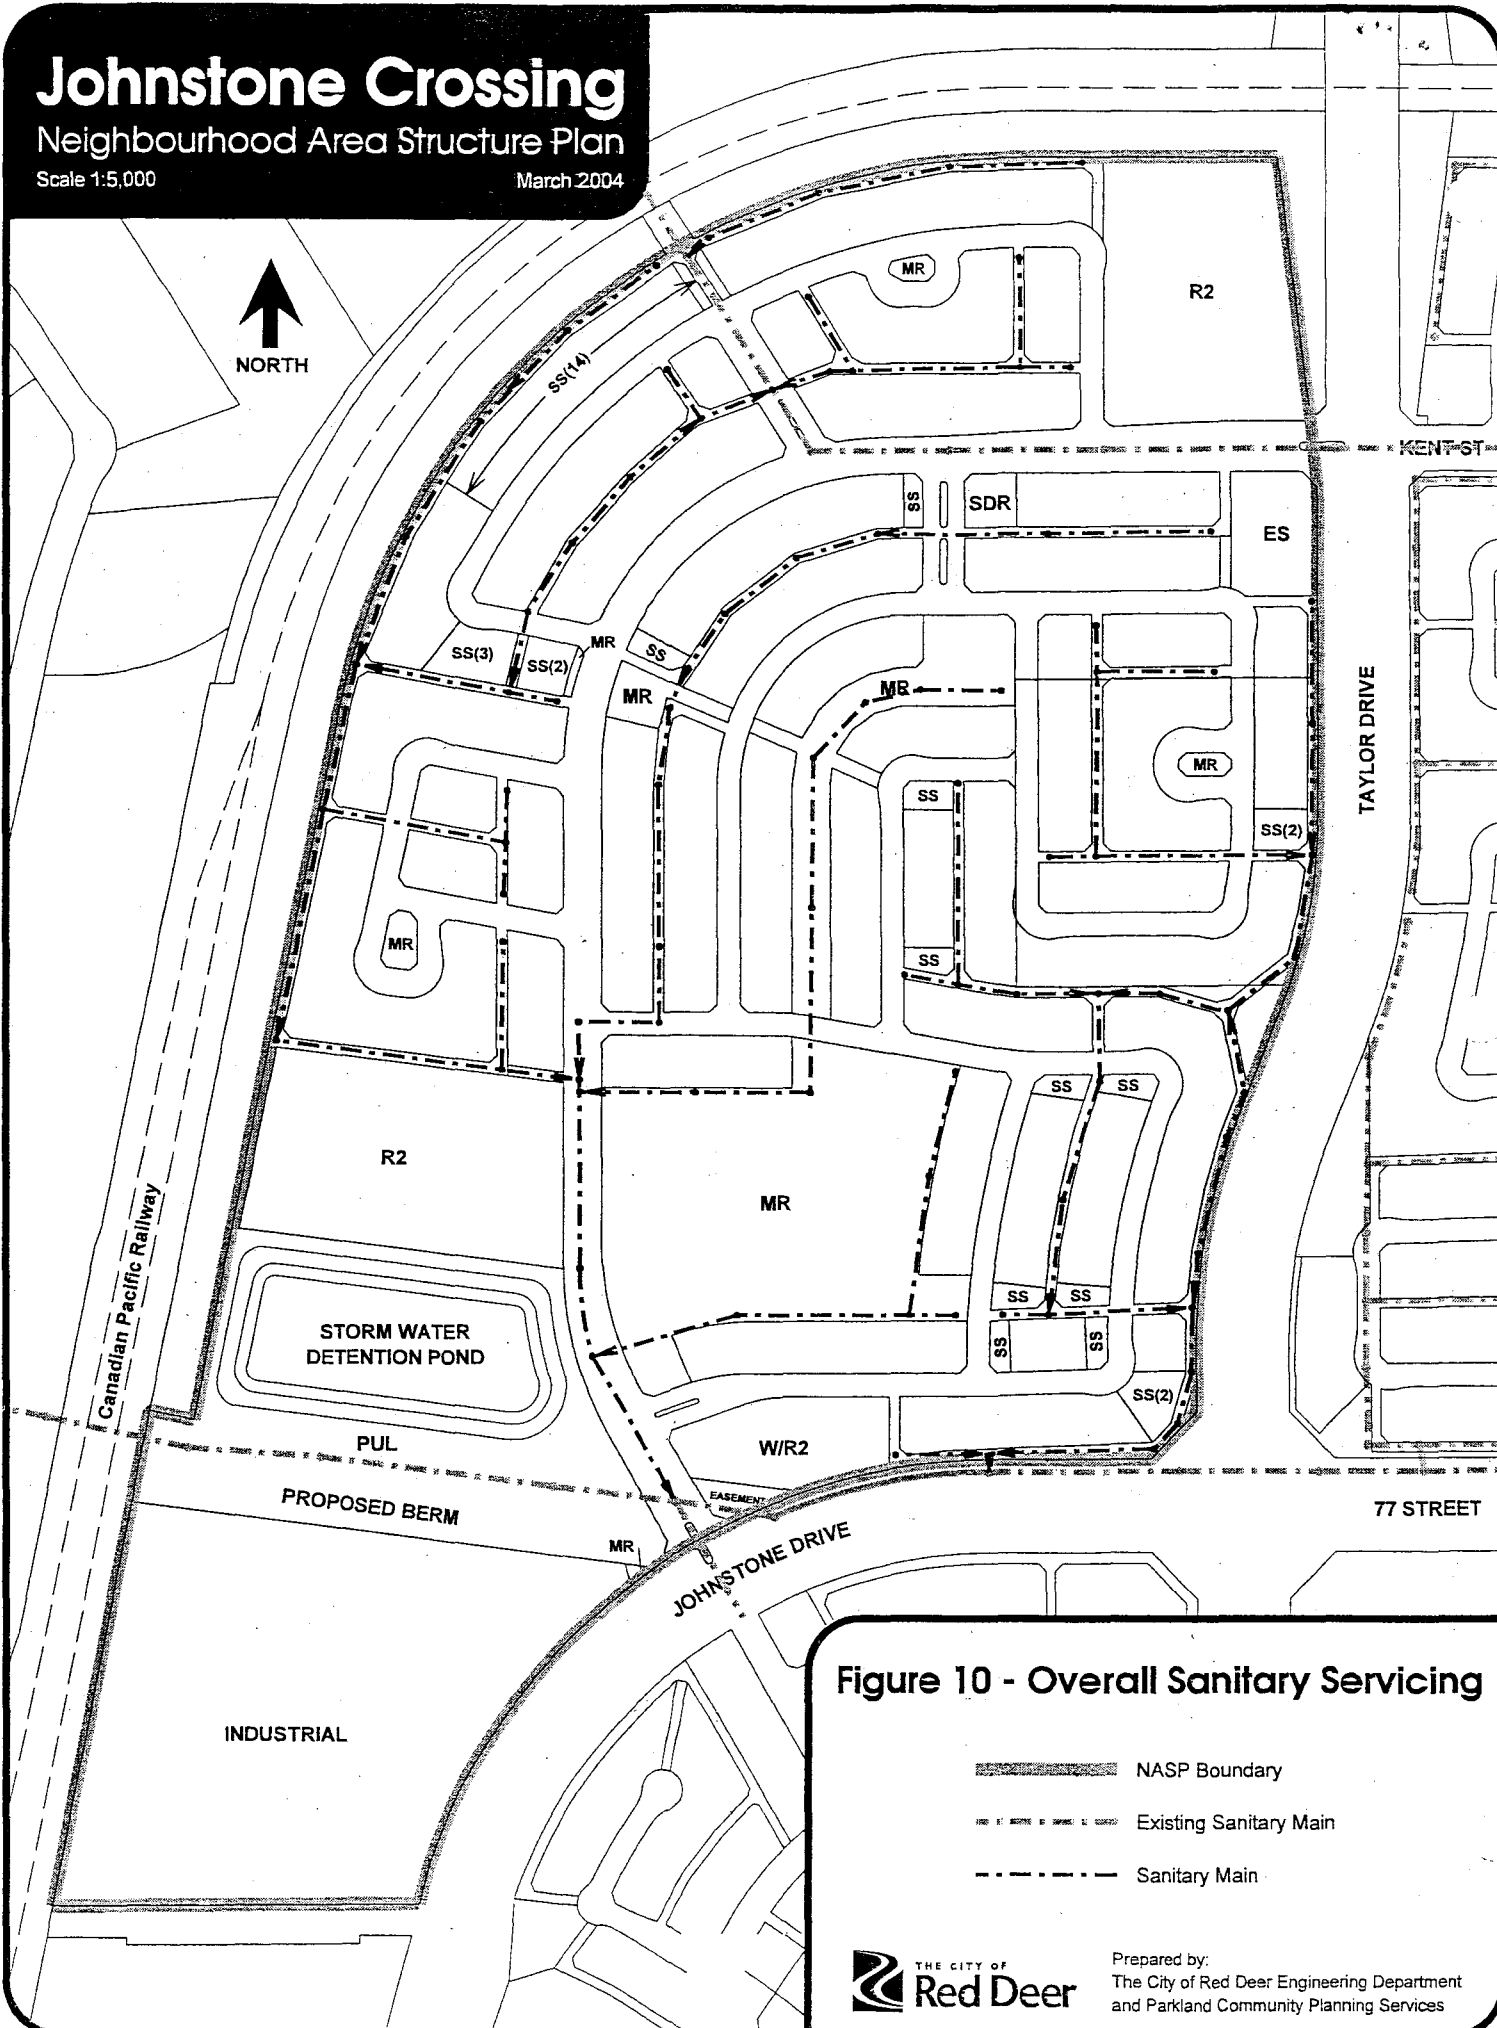 Johnstone Crossing
Neighbourhood Area Structure Plan
Scale 1:5,000 March 2004
NORTH
MR
R2
SS(14)
KENT ST
SS
SDR
ES
MR
SS
SS(3)
SS(2)
MR
MR
TAYLOR DRIVE
MR
SS
SS(2)
MR
SS
SS
SS
R2
MR
Canadian Pacific Railway
SS
SS
STORM WATER
DETENTION POND
SS
SS
SS(2)
PUL
W/R2
EASEMENT
PROPOSED BERM
77 STREET
MR
JOHNSTONE DRIVE
INDUSTRIAL
Figure 10 - Overall Sanitary Servicing
NASP Boundary
Existing Sanitary Main
Sanitary Main
THE CITY OF
Red Deer
Prepared by:
The City of Red Deer Engineering Department
and Parkland Community Planning Services